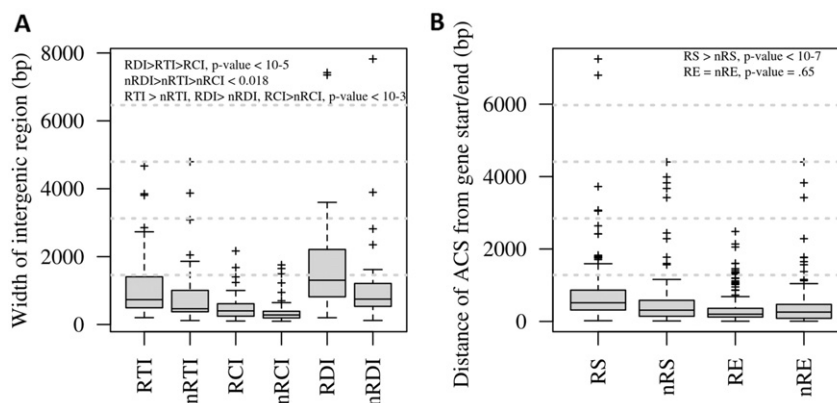 A
Width of intergenic region (bp)
8000
6000
4000
2000
0
RDI>RTI>RCI, p-value < 10-5
nRDI>nRTI>nRCI < 0.018
RTI > nRTI, RDI> nRDI, RCI>nRCI, p-value < 10-3
RTI
nRTI
RCI
nRCI
RDI
nRDI
B
Distance of ACS from gene start/end (bp)
6000
4000
2000
0
RS > nRS, p-value < 10-7
RE = nRE, p-value = .65
RS
nRS
RE
nRE